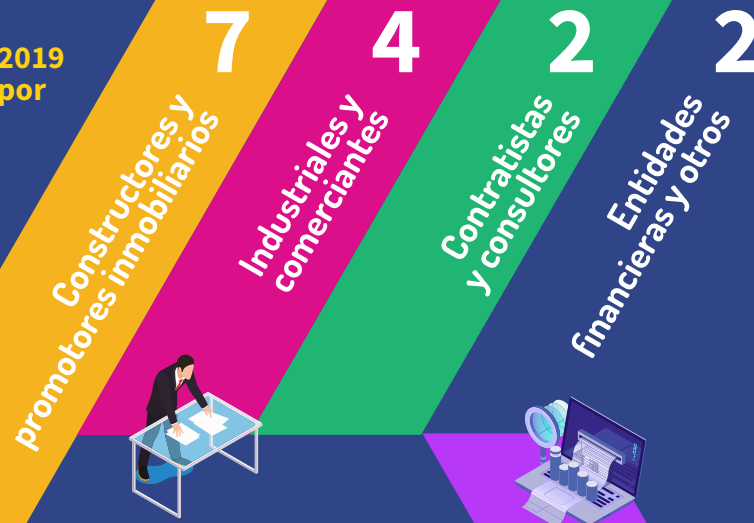 2019
por
7
Constructores y
promotores inmobiliarios
4
Industriales y
comerciantes
2
Contratistas
y consultores
2
Entidades
financieras y otros